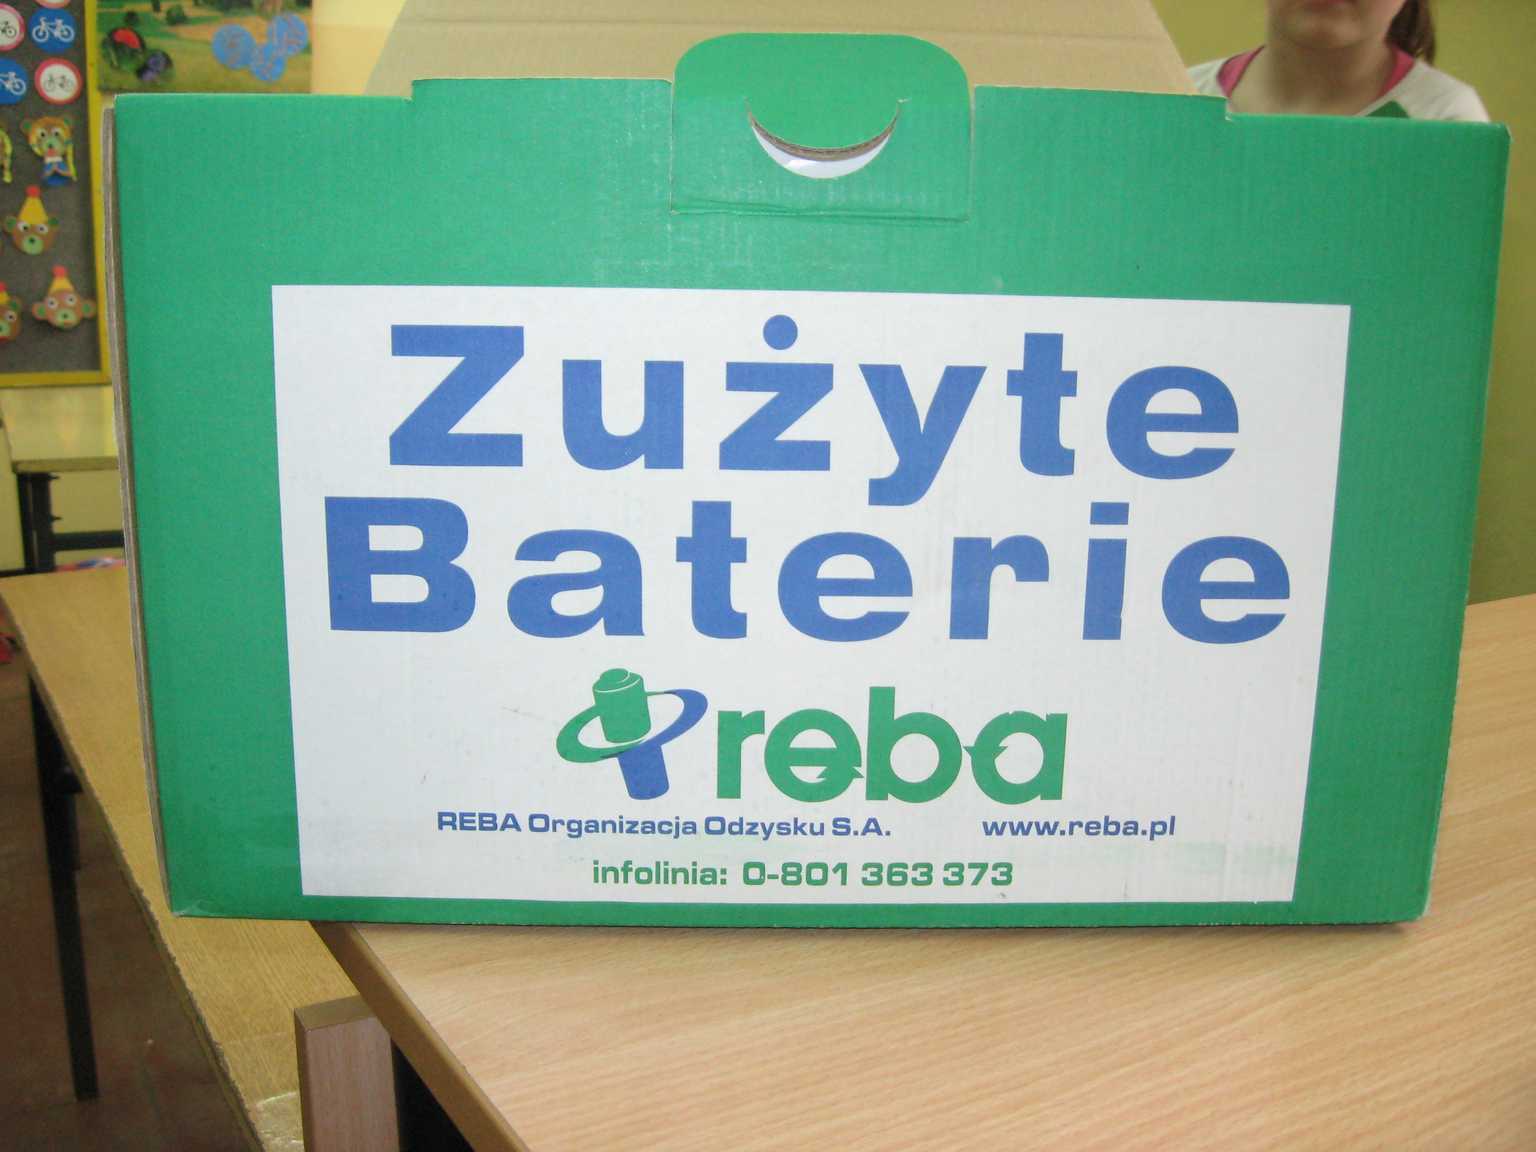 Zużyte
Baterie
reba
REBA Organizacja Odzysku S.A. www.reba.pl
infolinia: 0-801 363 373